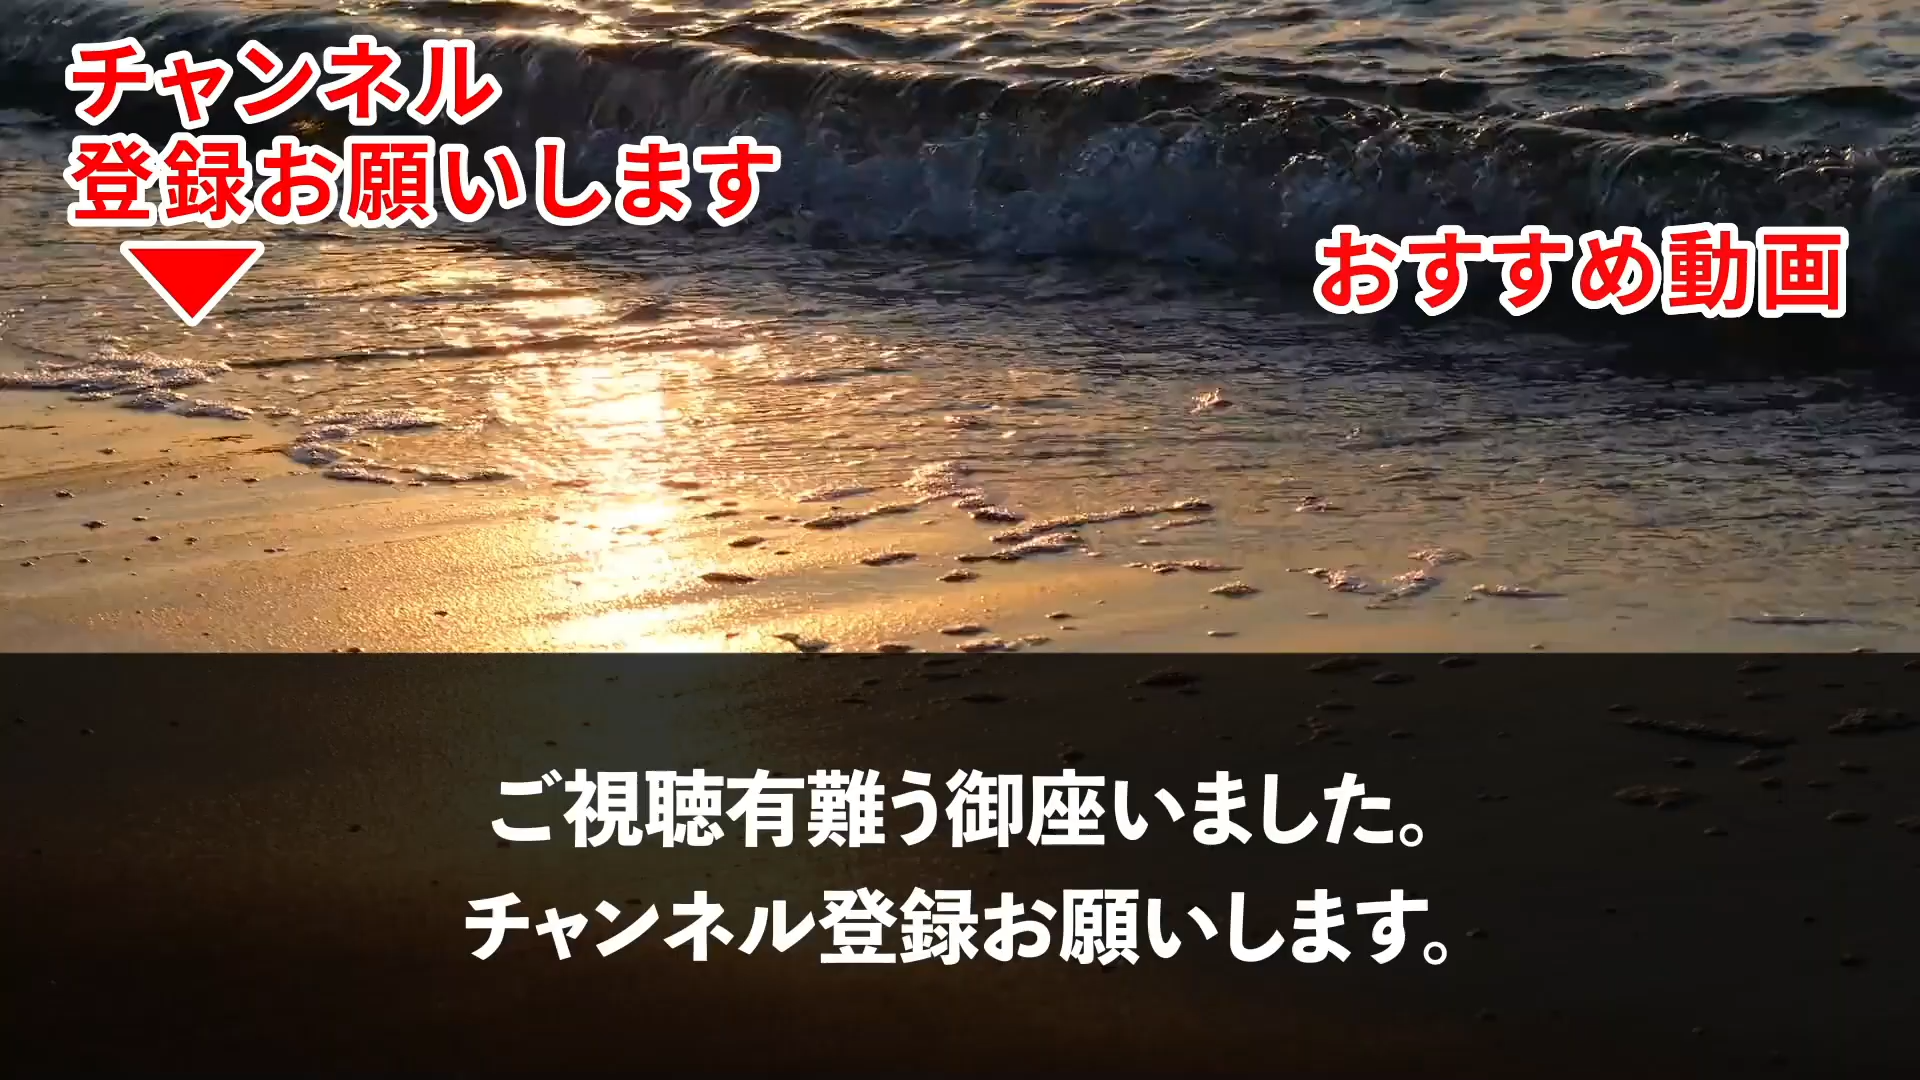 チャンネル
登録お願いします
おすすめ動画
ご視聴有難う御座いました。
チャンネル登録お願いします。